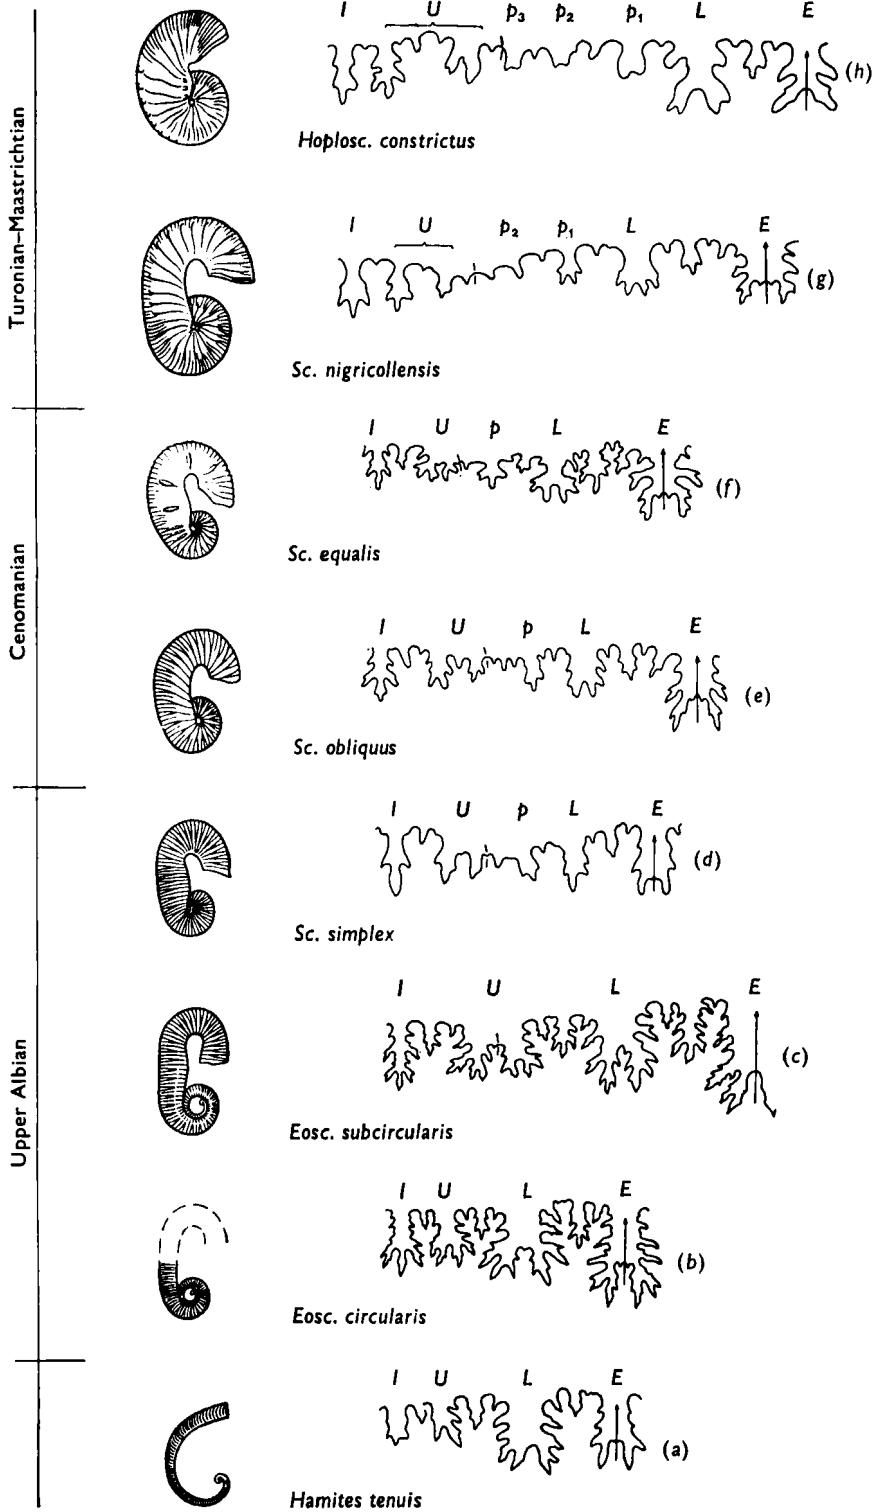 I U p₃ p₂ p₁ L E
(h)
Hoplosc. constrictus
Turonian–Maastrichtian
I U p₂ p₁ L E
(g)
Sc. nigricollensis
I U p L E
(f)
Sc. equalis
Cenomanian
I U p L E
(e)
Sc. obliquus
I U p L E
(d)
Sc. simplex
Upper Albian
I U L E
(c)
Eosc. subcircularis
I U L E
(b)
Eosc. circularis
I U L E
(a)
Hamites tenuis